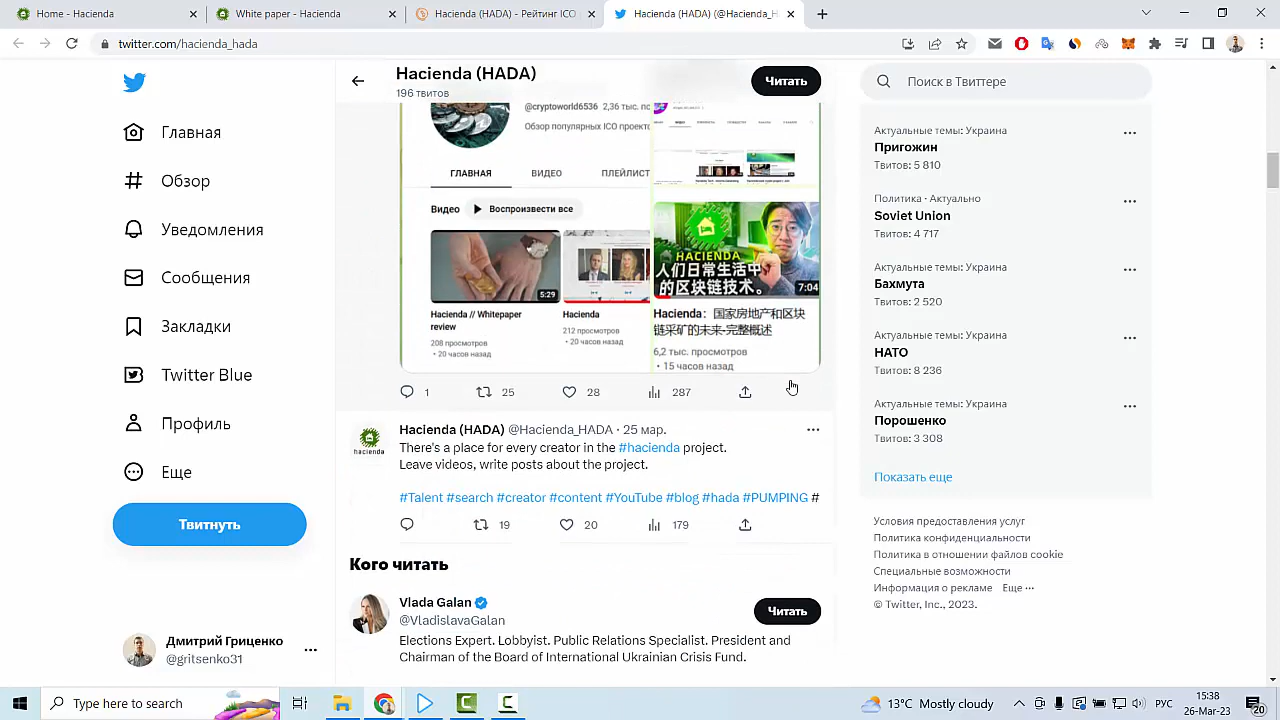 Home - Hacienda
White paper - Hacienda
Hacienda (HADA) - Reviews ICO
Hacienda (HADA) (@Hacienda_H
twitter.com/hacienda_hada
Hacienda (HADA)
196 твитов
Читать
Поиск в Твиттере
Главная
Обзор
Уведомления
Сообщения
Закладки
Twitter Blue
Профиль
Еще
Твитнуть
Дмитрий Гриценко
@gritsenko31
@cryptoworld6536 2,36 тыс. по
Обзор популярных ICO проекто
ГЛАВНАЯ ВИДЕО ПЛЕЙЛИСТ
Видео Воспроизвести все
5:29
Hacienda // Whitepaper
review
208 просмотров
• 20 часов назад
Hacienda
212 просмотров
• 20 часов назад
HACIENDA
人们日常生活中
的区块链技术。
7:04
Hacienda：国家房地产和区块
链采矿的未来-完整概述
6,2 тыс. просмотров
• 15 часов назад
1 25 28 287
Hacienda (HADA) @Hacienda_HADA · 25 мар.
There's a place for every creator in the #hacienda project.
Leave videos, write posts about the project.
#Talent #search #creator #content #YouTube #blog #hada #PUMPING #
19 20 179
hacienda
Кого читать
Vlada Galan
@VladislavaGalan
Читать
Elections Expert. Lobbyist. Public Relations Specialist. President and
Chairman of the Board of International Ukrainian Crisis Fund.
Актуальные темы: Украина
Пригожин
Твитов: 5 810
Политика · Актуально
Soviet Union
Твитов: 4 717
Актуальные темы: Украина
Бахмута
Твитов: 2 520
Актуальные темы: Украина
НАТО
Твитов: 8 236
Актуальные темы: Украина
Порошенко
Твитов: 3 308
Показать еще
Условия предоставления услуг
Политика конфиденциальности
Политика в отношении файлов cookie
Специальные возможности
Информация о рекламе Еще ···
© Twitter, Inc., 2023.
Type here to search
Mostly cloudy
РУС
15:38
26-Mar-23
20